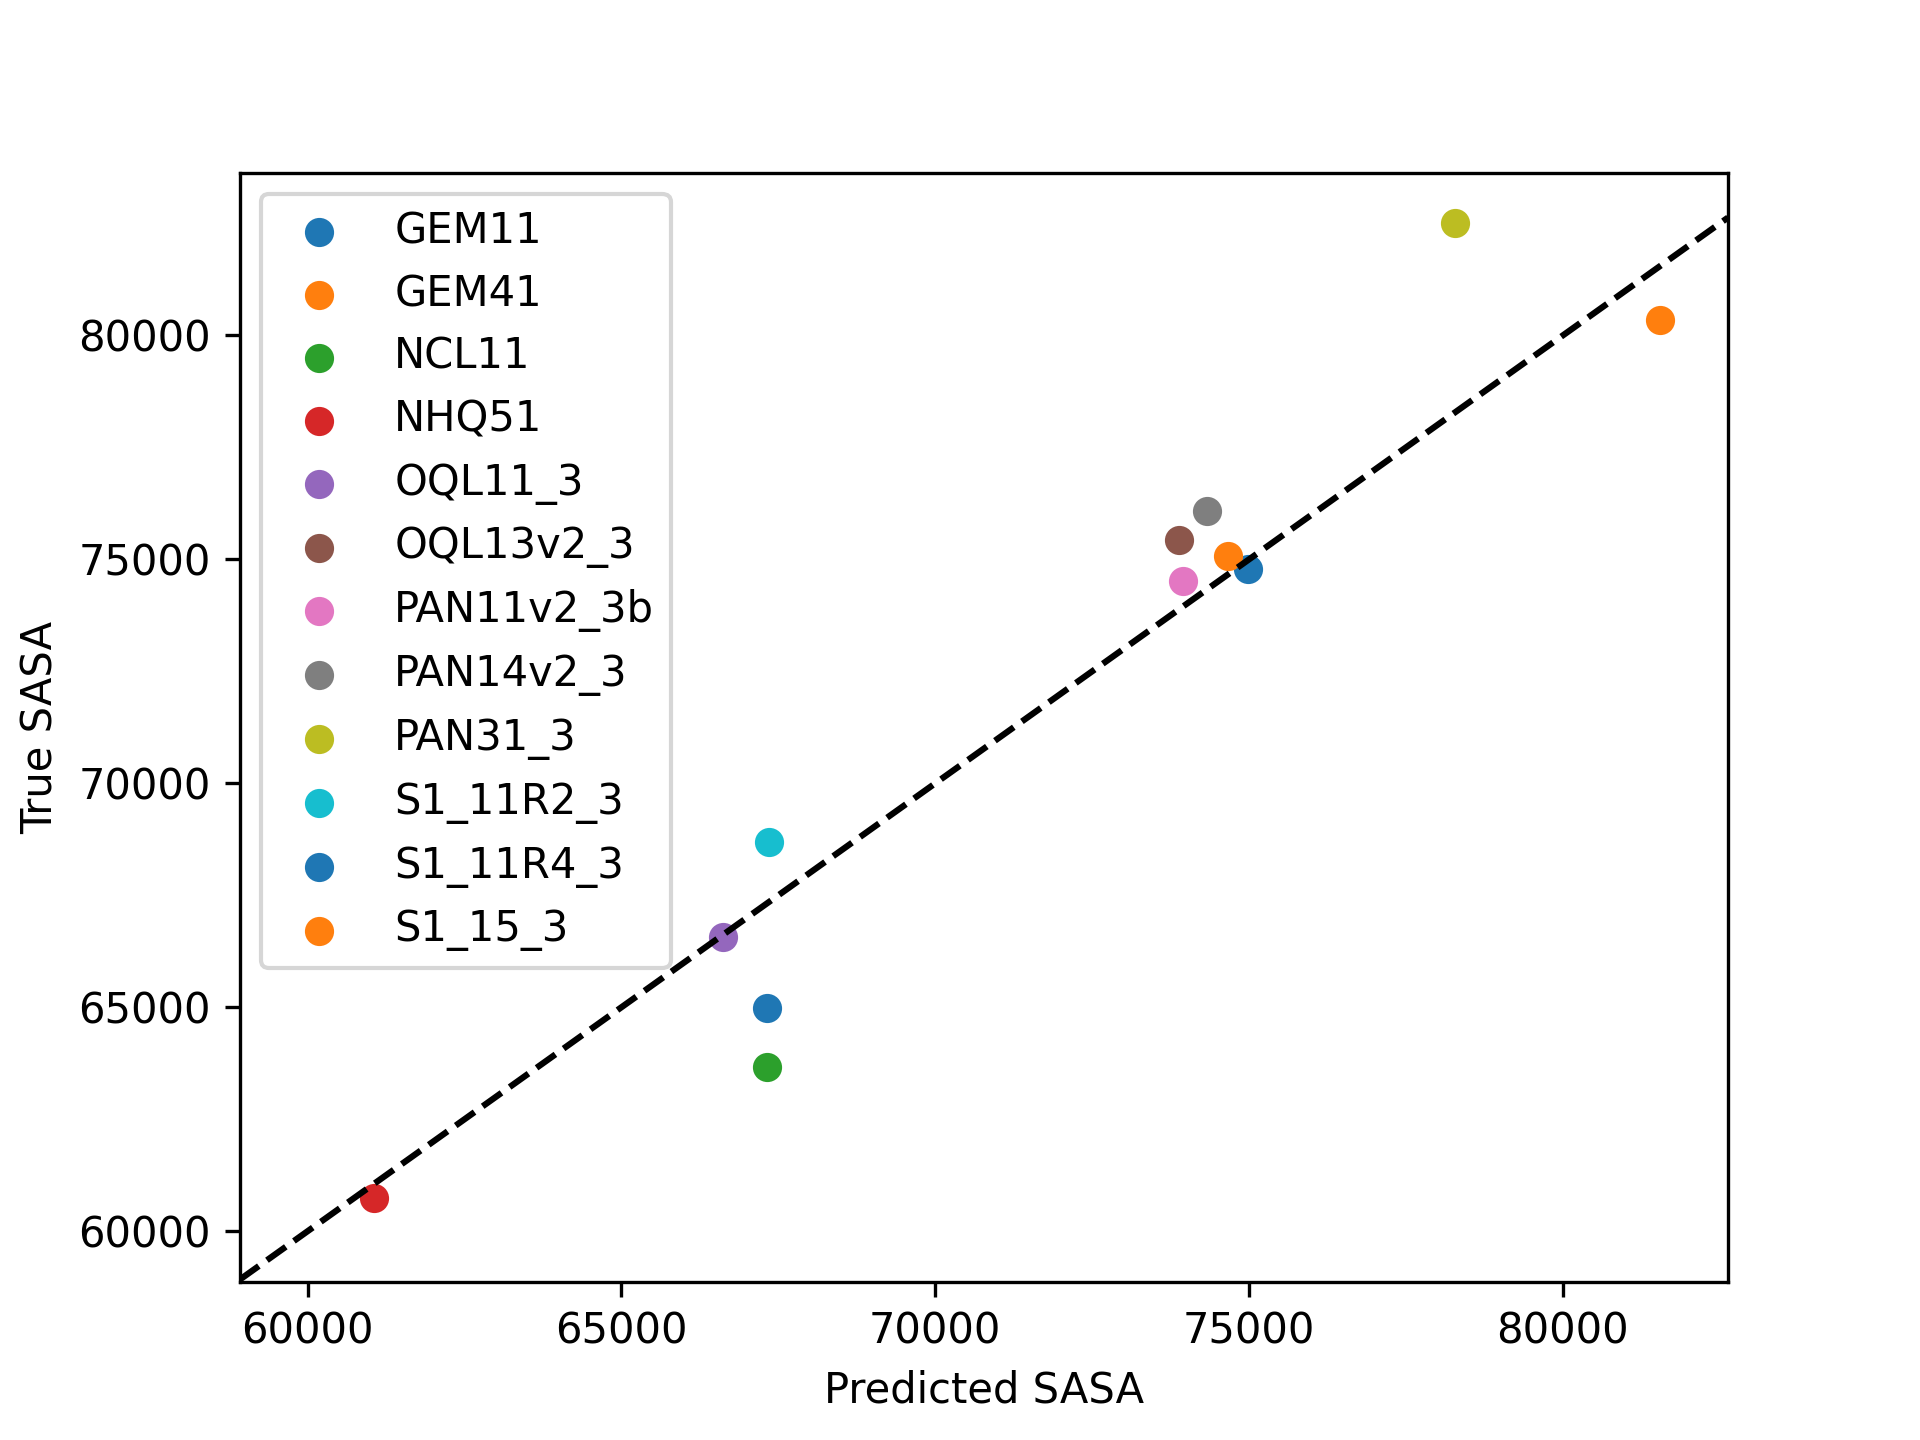 GEM11
GEM41
NCL11
NHQ51
OQL11_3
OQL13v2_3
PAN11v2_3b
PAN14v2_3
PAN31_3
S1_11R2_3
S1_11R4_3
S1_15_3
True SASA
80000
75000
70000
65000
60000
60000 65000 70000 75000 80000
Predicted SASA